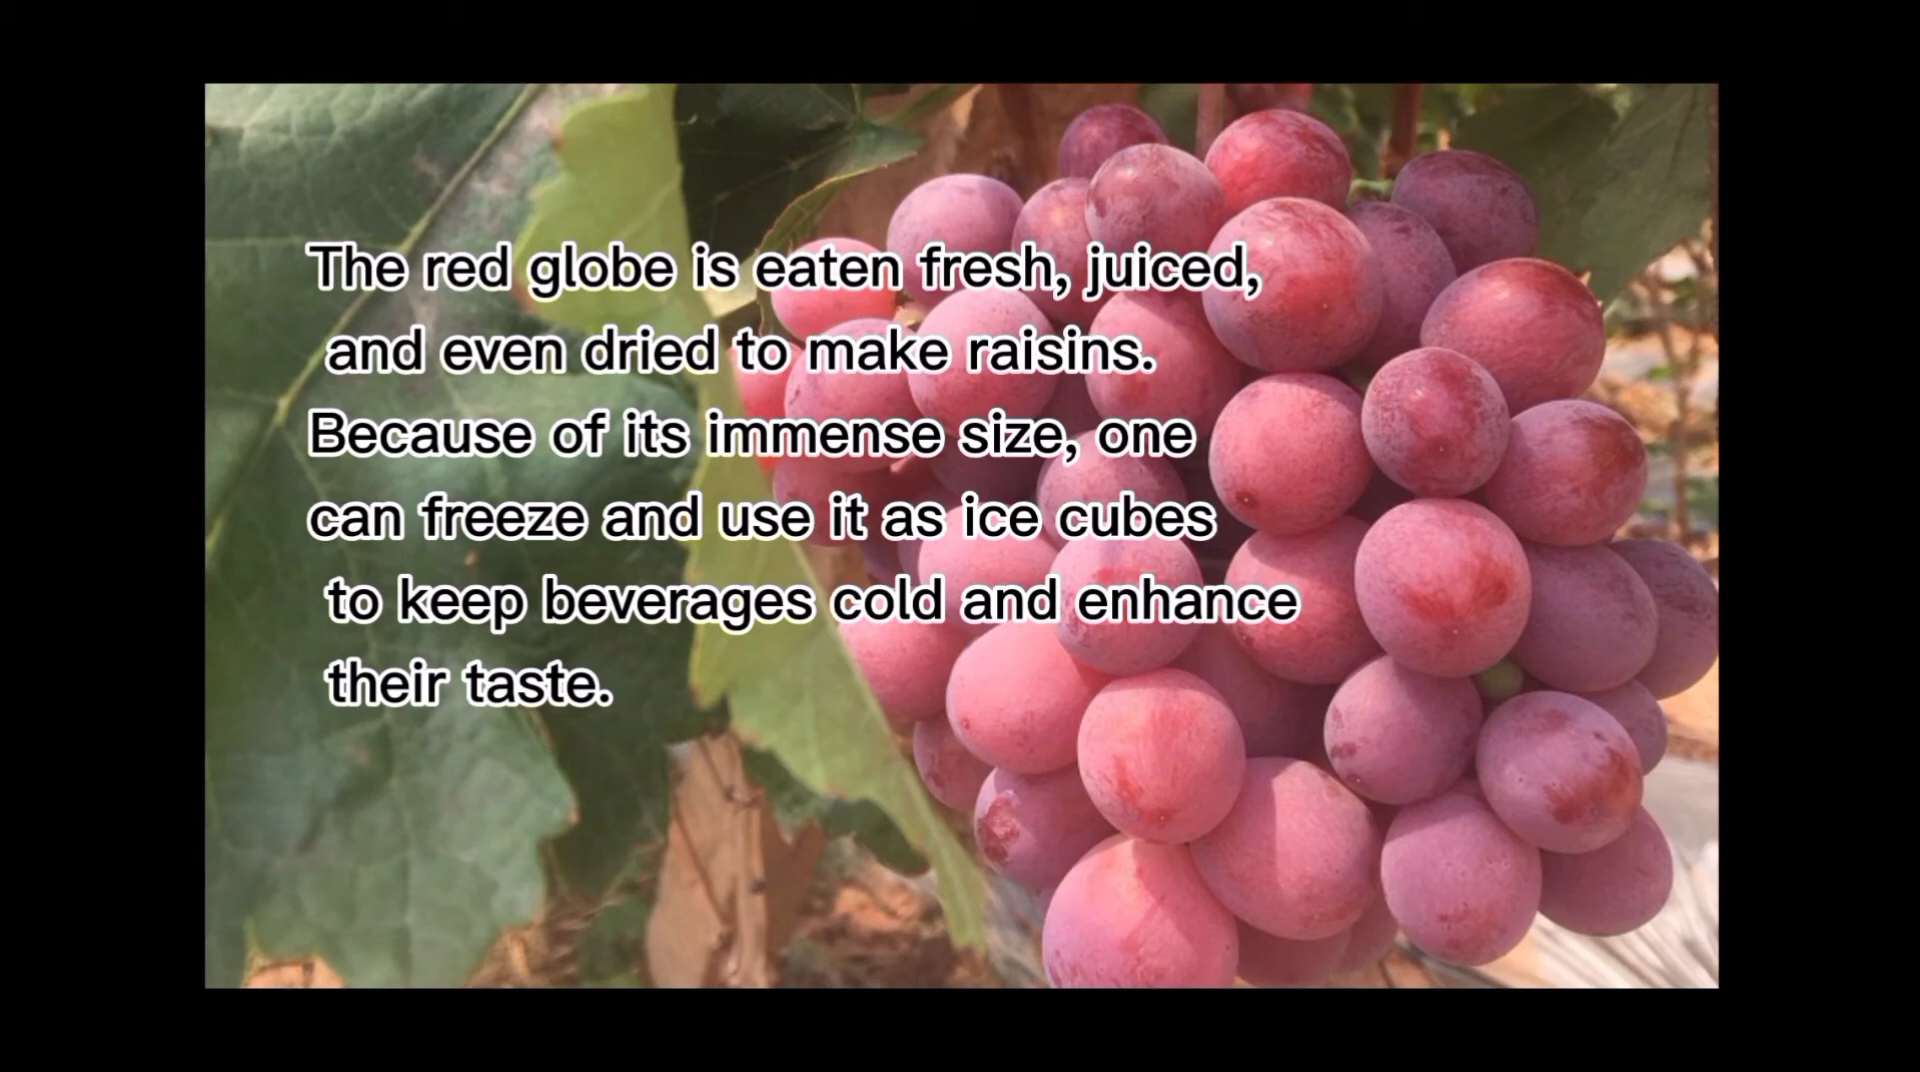 The red globe is eaten fresh, juiced,
and even dried to make raisins.
Because of its immense size, one
can freeze and use it as ice cubes
to keep beverages cold and enhance
their taste.